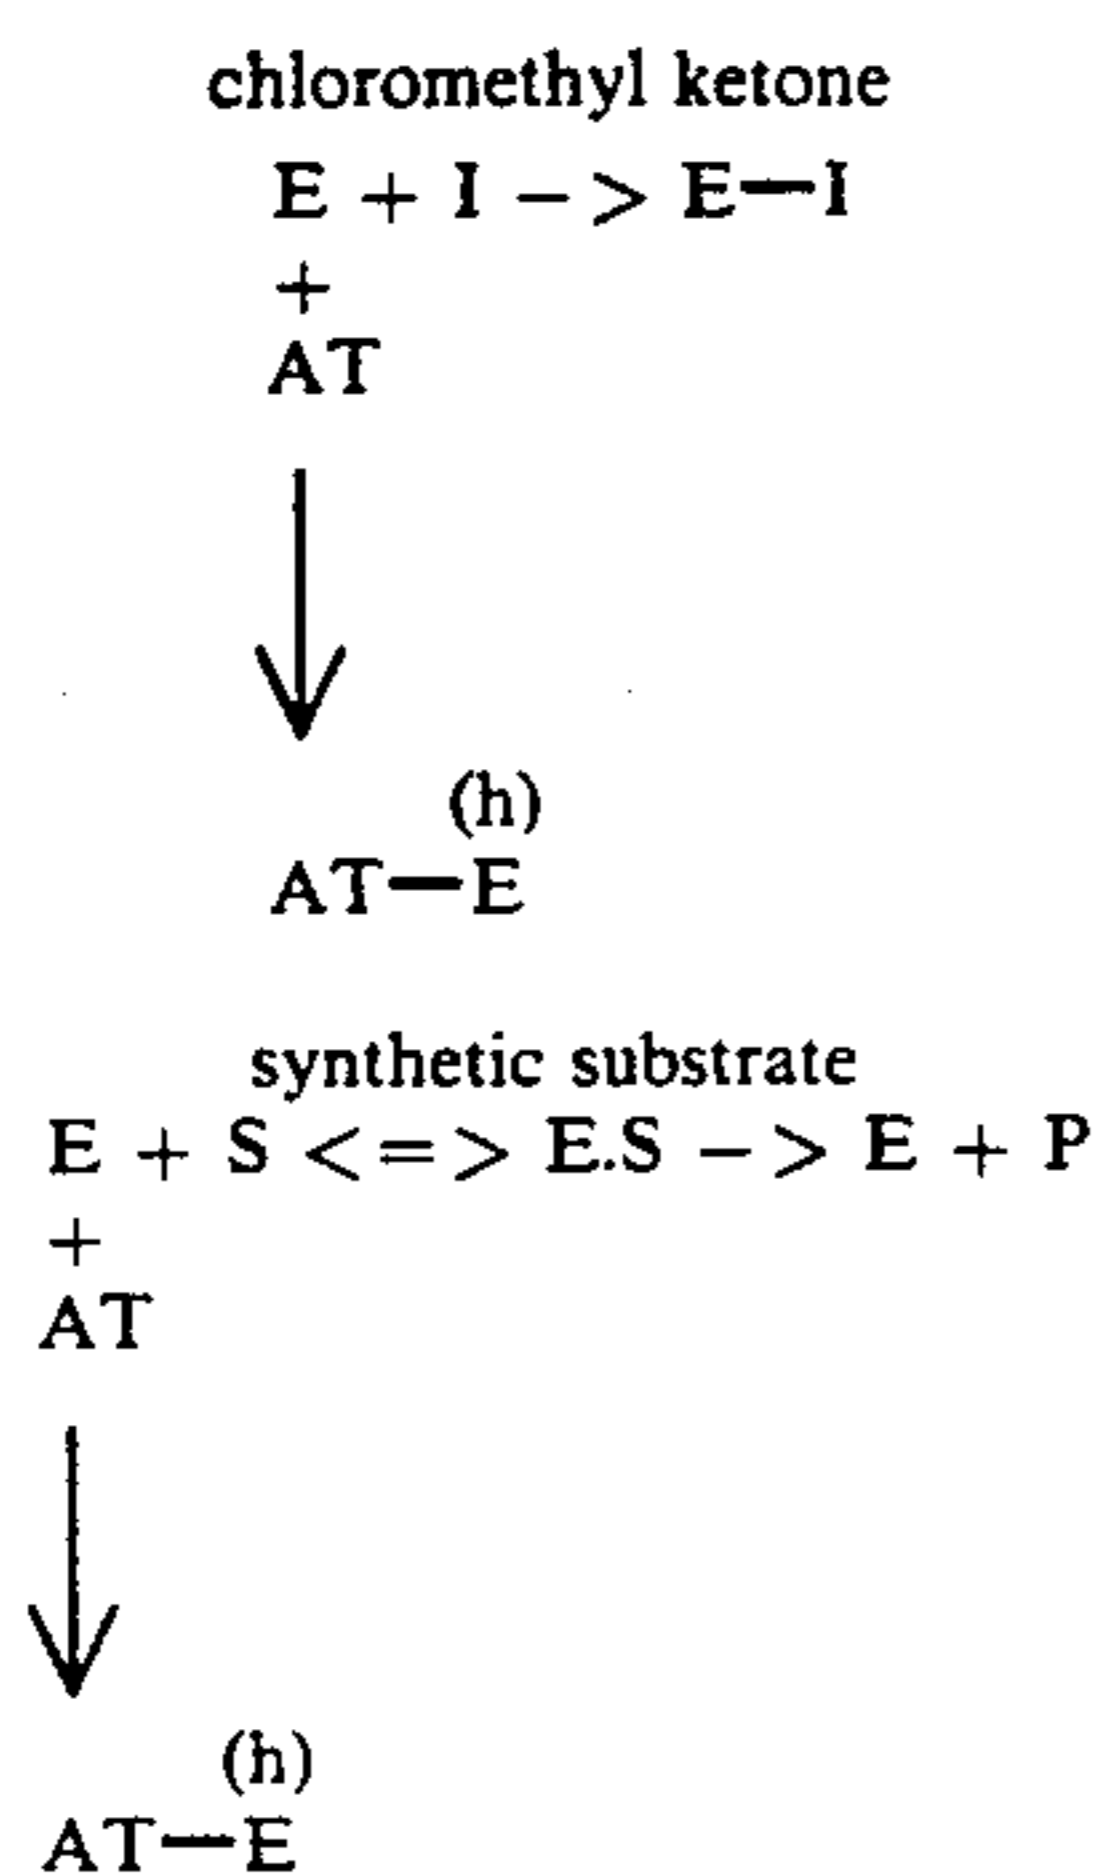 chloromethyl ketone
E + I -> E—I
+
AT
(h)
AT—E
synthetic substrate
E + S <=> E.S -> E + P
+
AT
(h)
AT—E